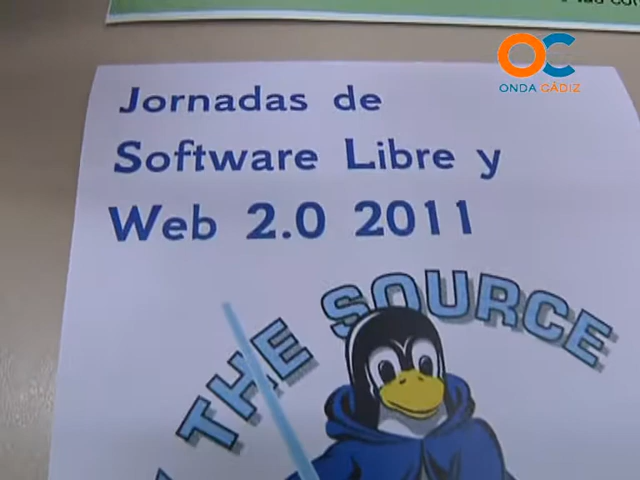 OC
ONDA CÁDIZ
Jornadas de
Software Libre y
Web 2.0 2011
THE SOURCE